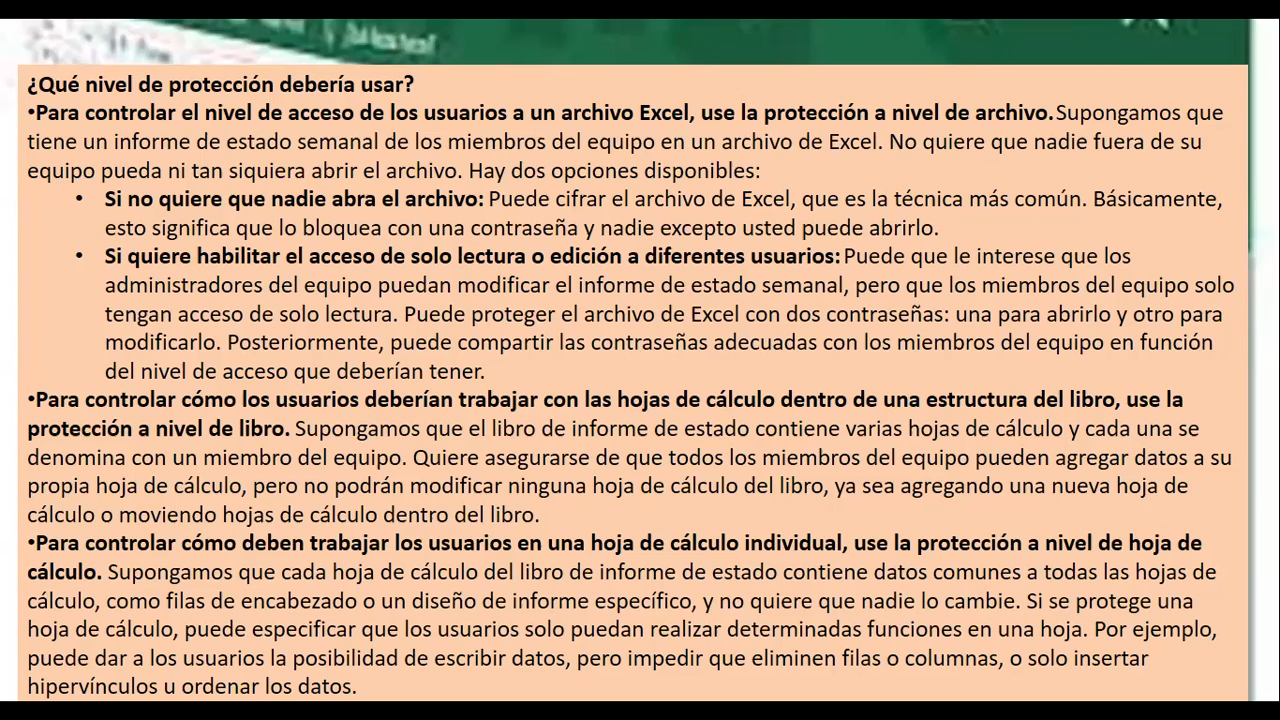 ¿Qué nivel de protección debería usar?
•Para controlar el nivel de acceso de los usuarios a un archivo Excel, use la protección a nivel de archivo. Supongamos que
tiene un informe de estado semanal de los miembros del equipo en un archivo de Excel. No quiere que nadie fuera de su
equipo pueda ni tan siquiera abrir el archivo. Hay dos opciones disponibles:
• Si no quiere que nadie abra el archivo: Puede cifrar el archivo de Excel, que es la técnica más común. Básicamente,
esto significa que lo bloquea con una contraseña y nadie excepto usted puede abrirlo.
• Si quiere habilitar el acceso de solo lectura o edición a diferentes usuarios: Puede que le interese que los
administradores del equipo puedan modificar el informe de estado semanal, pero que los miembros del equipo solo
tengan acceso de solo lectura. Puede proteger el archivo de Excel con dos contraseñas: una para abrirlo y otro para
modificarlo. Posteriormente, puede compartir las contraseñas adecuadas con los miembros del equipo en función
del nivel de acceso que deberían tener.
•Para controlar cómo los usuarios deberían trabajar con las hojas de cálculo dentro de una estructura del libro, use la
protección a nivel de libro. Supongamos que el libro de informe de estado contiene varias hojas de cálculo y cada una se
denomina con un miembro del equipo. Quiere asegurarse de que todos los miembros del equipo pueden agregar datos a su
propia hoja de cálculo, pero no podrán modificar ninguna hoja de cálculo del libro, ya sea agregando una nueva hoja de
cálculo o moviendo hojas de cálculo dentro del libro.
•Para controlar cómo deben trabajar los usuarios en una hoja de cálculo individual, use la protección a nivel de hoja de
cálculo. Supongamos que cada hoja de cálculo del libro de informe de estado contiene datos comunes a todas las hojas de
cálculo, como filas de encabezado o un diseño de informe específico, y no quiere que nadie lo cambie. Si se protege una
hoja de cálculo, puede especificar que los usuarios solo puedan realizar determinadas funciones en una hoja. Por ejemplo,
puede dar a los usuarios la posibilidad de escribir datos, pero impedir que eliminen filas o columnas, o solo insertar
hipervínculos u ordenar los datos.